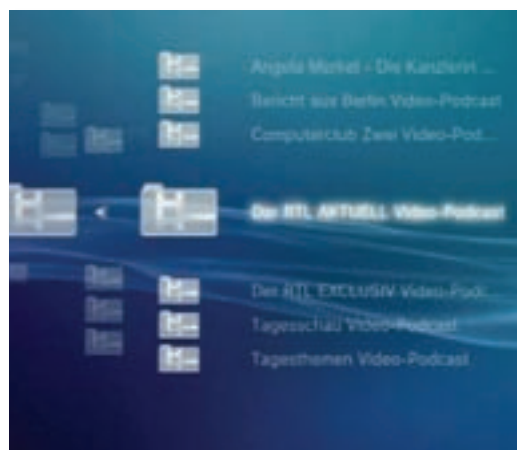 Angela Merkel - Die Kanzlerin ...
Bericht aus Berlin Video-Podcast
Computerclub Zwei Video-Pod...
Der RTL AKTUELL Video-Podcast
Der RTL EXCLUSIV Video-Podc...
Tagesschau Video-Podcast
Tagesthemen Video-Podcast